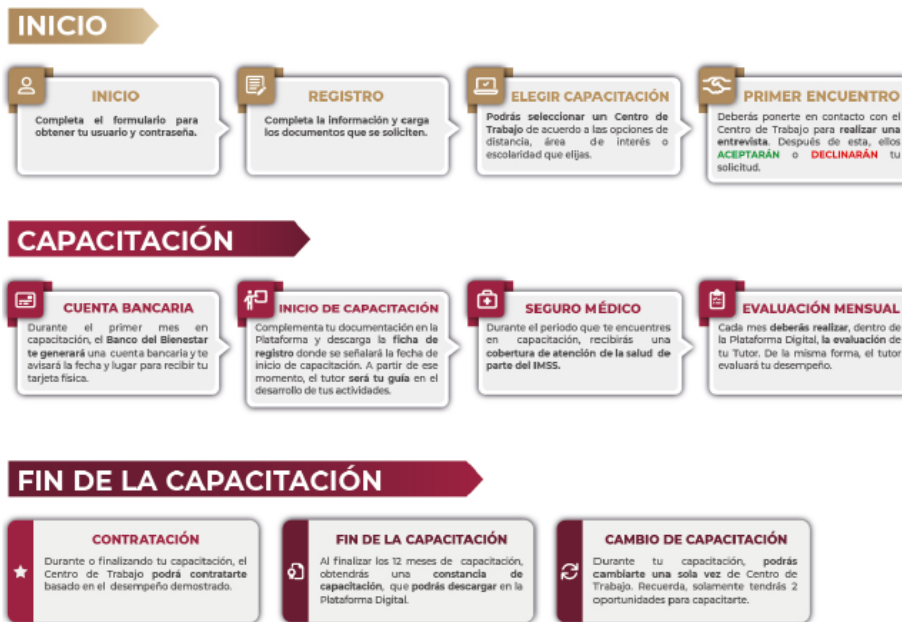 INICIO
INICIO
Completa el formulario para
obtener tu usuario y contraseña.
REGISTRO
Completa la información y carga
los documentos que se soliciten.
ELEGIR CAPACITACIÓN
Podrás seleccionar un Centro de
Trabajo de acuerdo a las opciones de
distancia, área de interés o
escolaridad que elijas.
PRIMER ENCUENTRO
Deberás ponerte en contacto con el
Centro de Trabajo para realizar una
entrevista. Después de esta, ellos
ACEPTARÁN o DECLINARÁN tu
solicitud.
CAPACITACIÓN
CUENTA BANCARIA
Durante el primer mes en
capacitación, el Banco del Bienestar
te generará una cuenta bancaria y te
avisará la fecha y lugar para recibir tu
tarjeta física.
INICIO DE CAPACITACIÓN
Complementa tu documentación en la
Plataforma y descarga la ficha de
registro donde se señalará la fecha de
inicio de capacitación. A partir de ese
momento, el tutor será tu guía en el
desarrollo de tus actividades.
SEGURO MÉDICO
Durante el periodo que te encuentres
en capacitación, recibirás una
cobertura de atención de la salud de
parte del IMSS.
EVALUACIÓN MENSUAL
Cada mes deberás realizar, dentro de
la Plataforma Digital, la evaluación de
tu Tutor. De la misma forma, el tutor
evaluará tu desempeño.
FIN DE LA CAPACITACIÓN
CONTRATACIÓN
Durante o finalizando tu capacitación, el
Centro de Trabajo podrá contratarte
basado en el desempeño demostrado.
FIN DE LA CAPACITACIÓN
Al finalizar los 12 meses de capacitación,
obtendrás una constancia de
capacitación, que podrás descargar en la
Plataforma Digital.
CAMBIO DE CAPACITACIÓN
Durante tu capacitación, podrás
cambiarte una sola vez de Centro de
Trabajo. Recuerda, solamente tendrás 2
oportunidades para capacitarte.